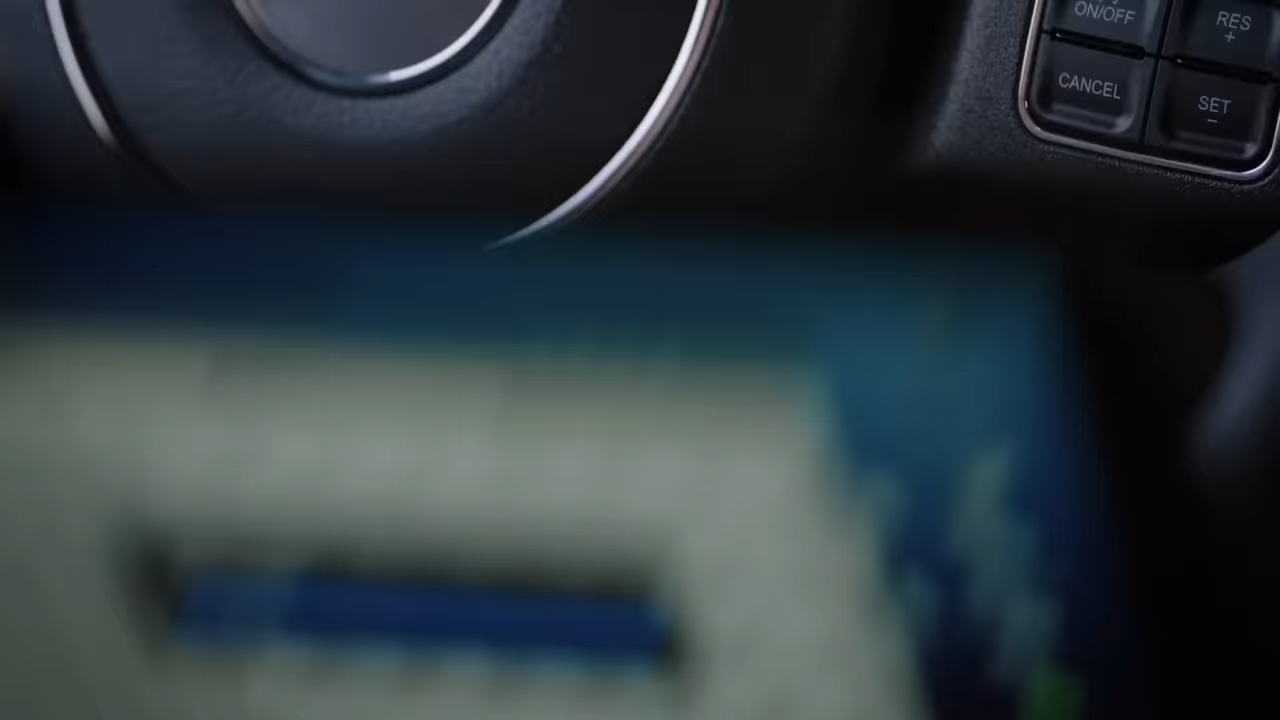 ON/OFF
RES
+
CANCEL
SET
–